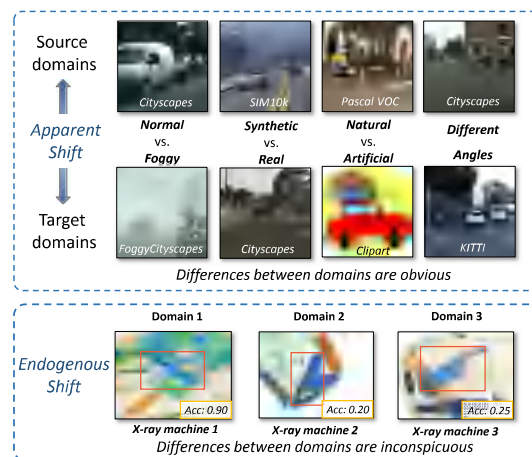 Source
domains
Apparent
Shift
Target
domains
Cityscapes
SIM10k
Pascal VOC
Cityscapes
Normal
vs.
Foggy
Synthetic
vs.
Real
Natural
vs.
Artificial
Different
Angles
FoggyCityscapes
Cityscapes
Clipart
KITTI
Differences between domains are obvious
Endogenous
Shift
Domain 1
Domain 2
Domain 3
Acc: 0.90
Acc: 0.20
Acc: 0.25
X-ray machine 1
X-ray machine 2
X-ray machine 3
Differences between domains are inconspicuous